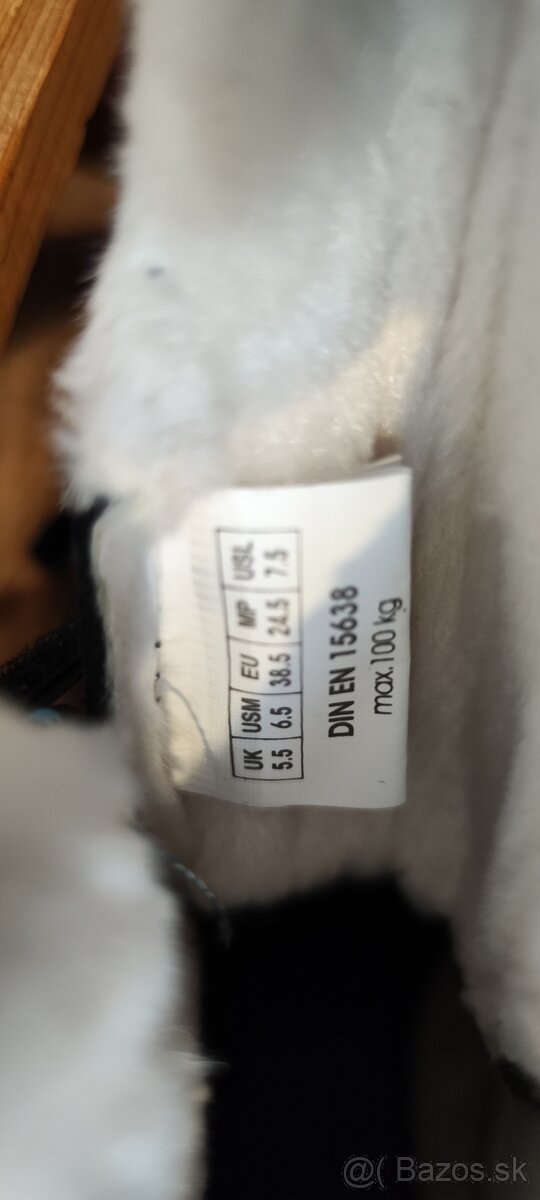 UK USM EU MP USL
5.5 6.5 38.5 24.5 7.5
DIN EN 15638
max.100 kg
@( Bazos.sk